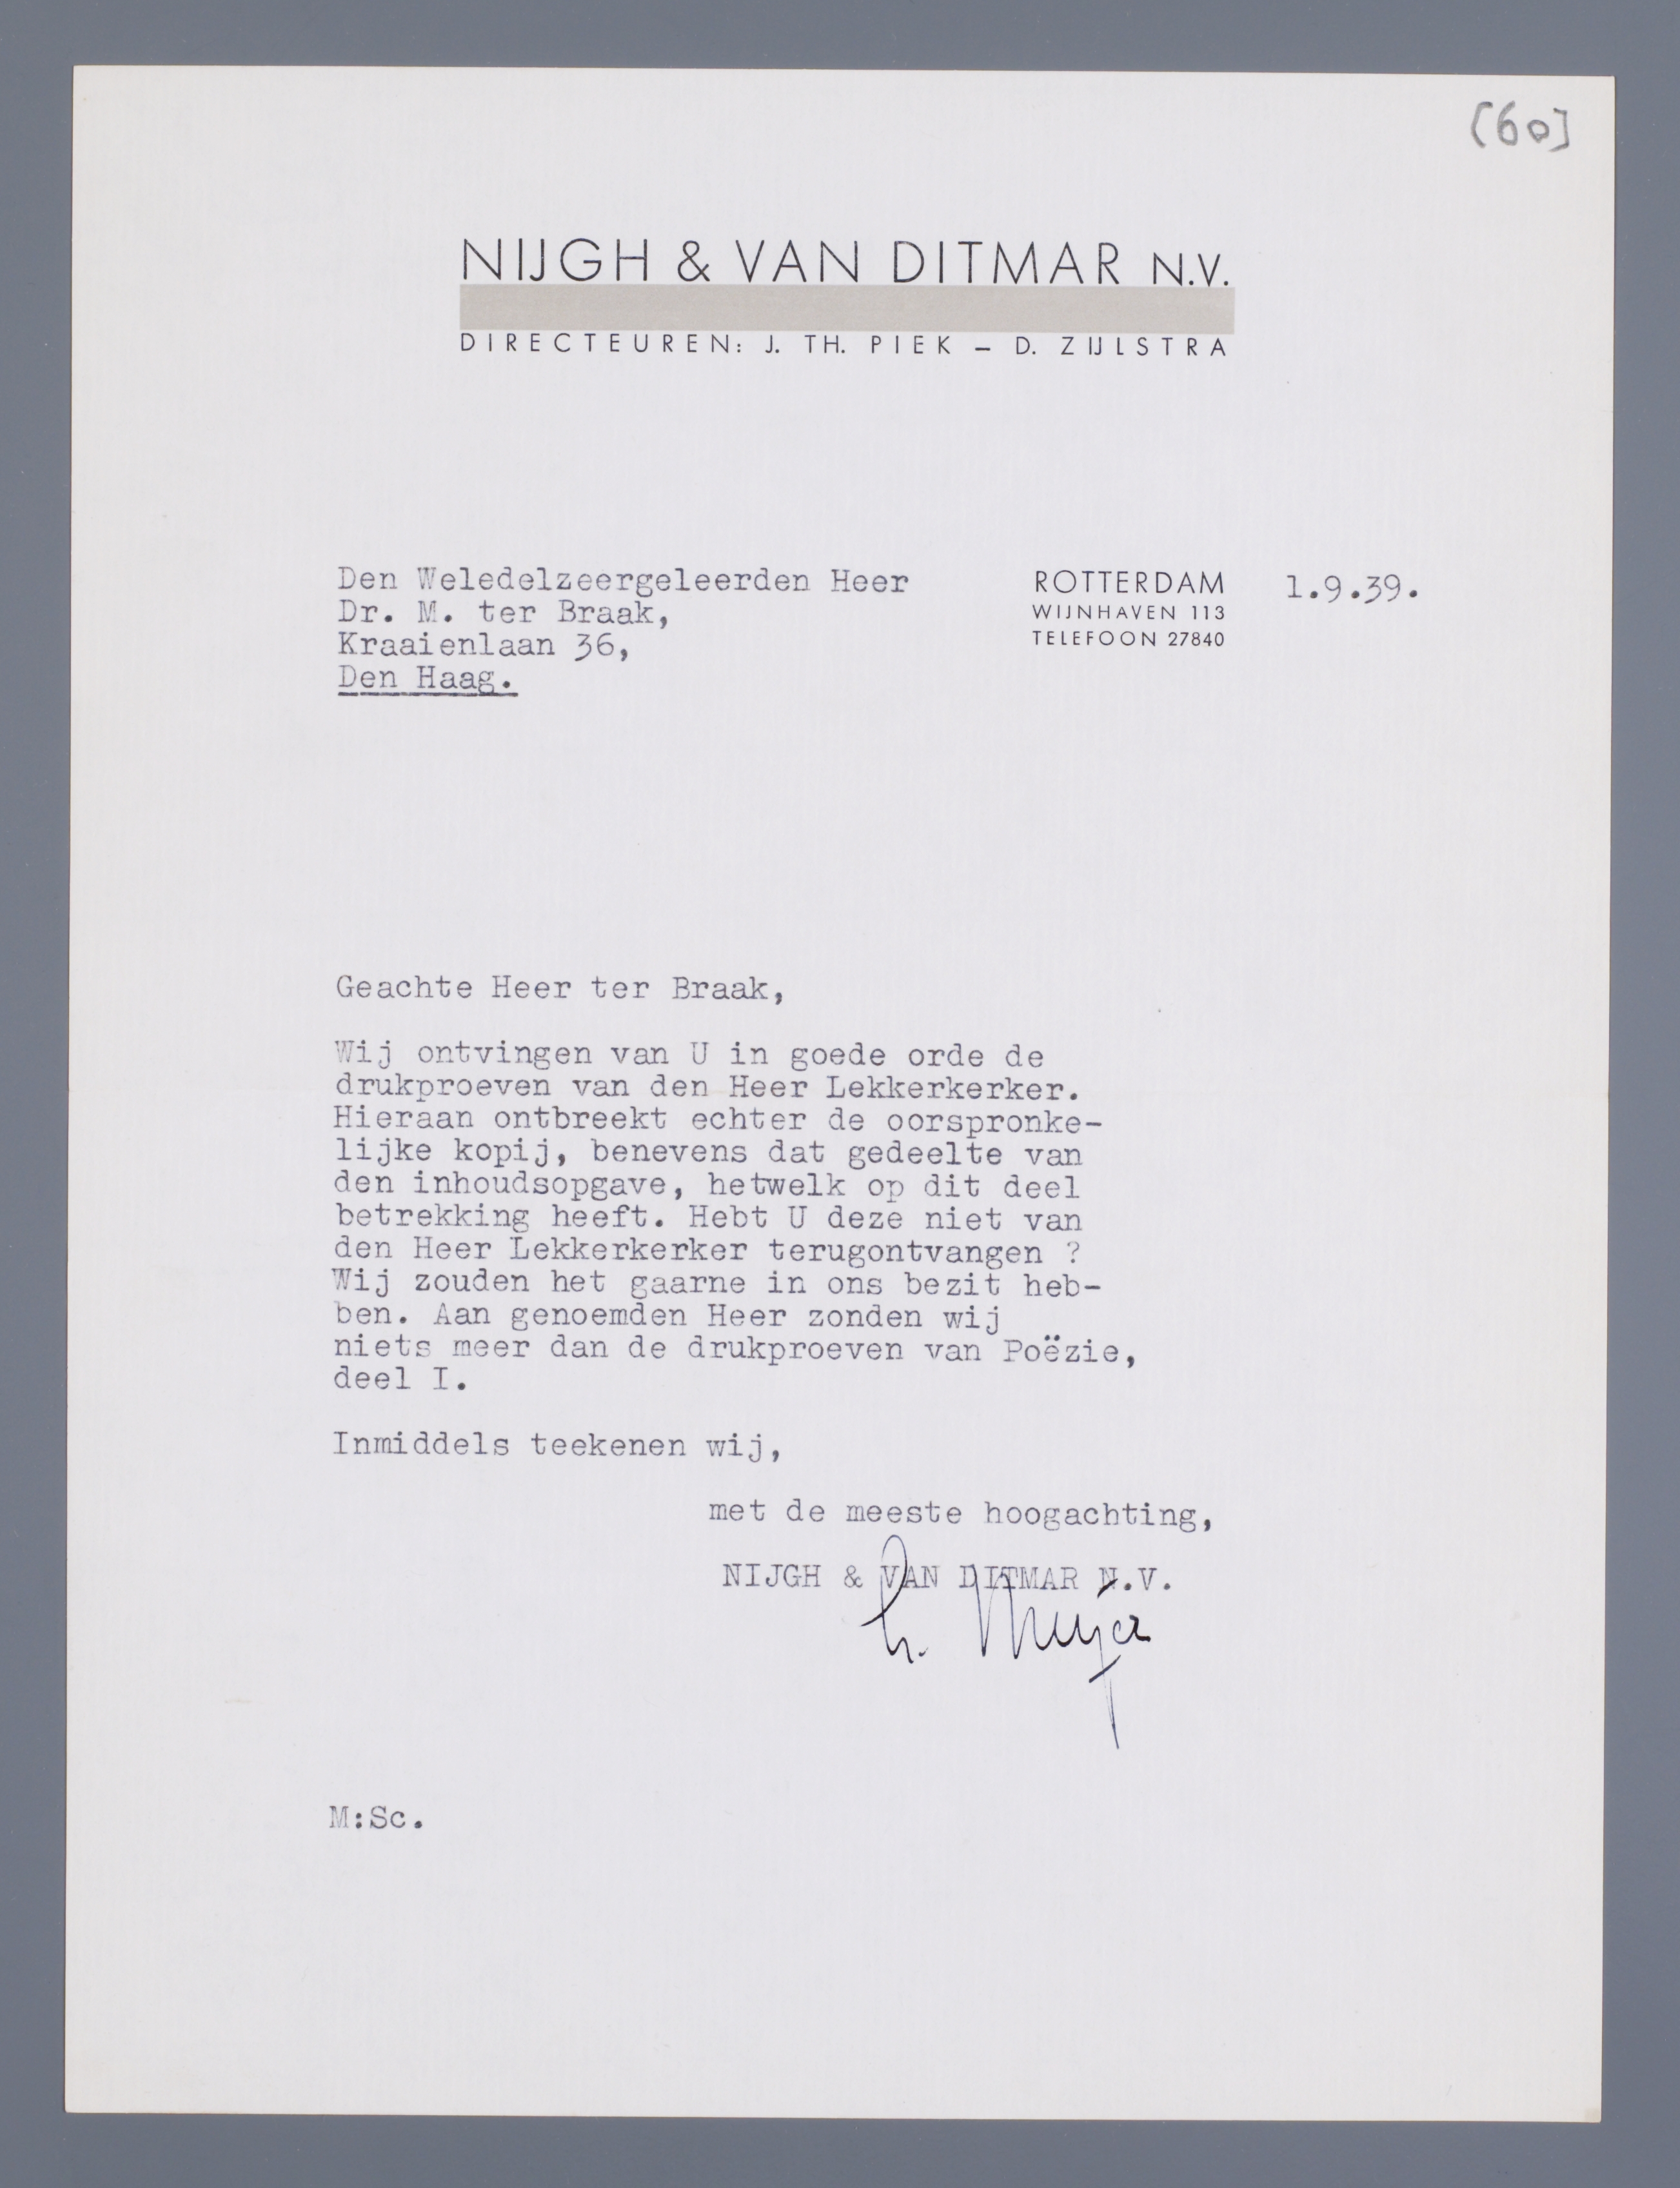 [60]
NIJGH & VAN DITMAR N.V.
DIRECTEUREN: J. TH. PIEK – D. ZIJLSTRA
Den Weledelzeergeleerden Heer
Dr. M. ter Braak,
Kraaienlaan 36,
Den Haag.
ROTTERDAM 1.9.39.
WIJNHAVEN 113
TELEFOON 27840
Geachte Heer ter Braak,
Wij ontvingen van U in goede orde de
drukproeven van den Heer Lekkerkerker.
Hieraan ontbreekt echter de oorspronke-
lijke kopij, benevens dat gedeelte van
den inhoudsopgave, hetwelk op dit deel
betrekking heeft. Hebt U deze niet van
den Heer Lekkerkerker terugontvangen ?
Wij zouden het gaarne in ons bezit heb-
ben. Aan genoemden Heer zonden wij
niets meer dan de drukproeven van Poëzie,
deel I.
Inmiddels teekenen wij,
met de meeste hoogachting,
NIJGH & VAN DITMAR N.V.
Meijer
M:Sc.